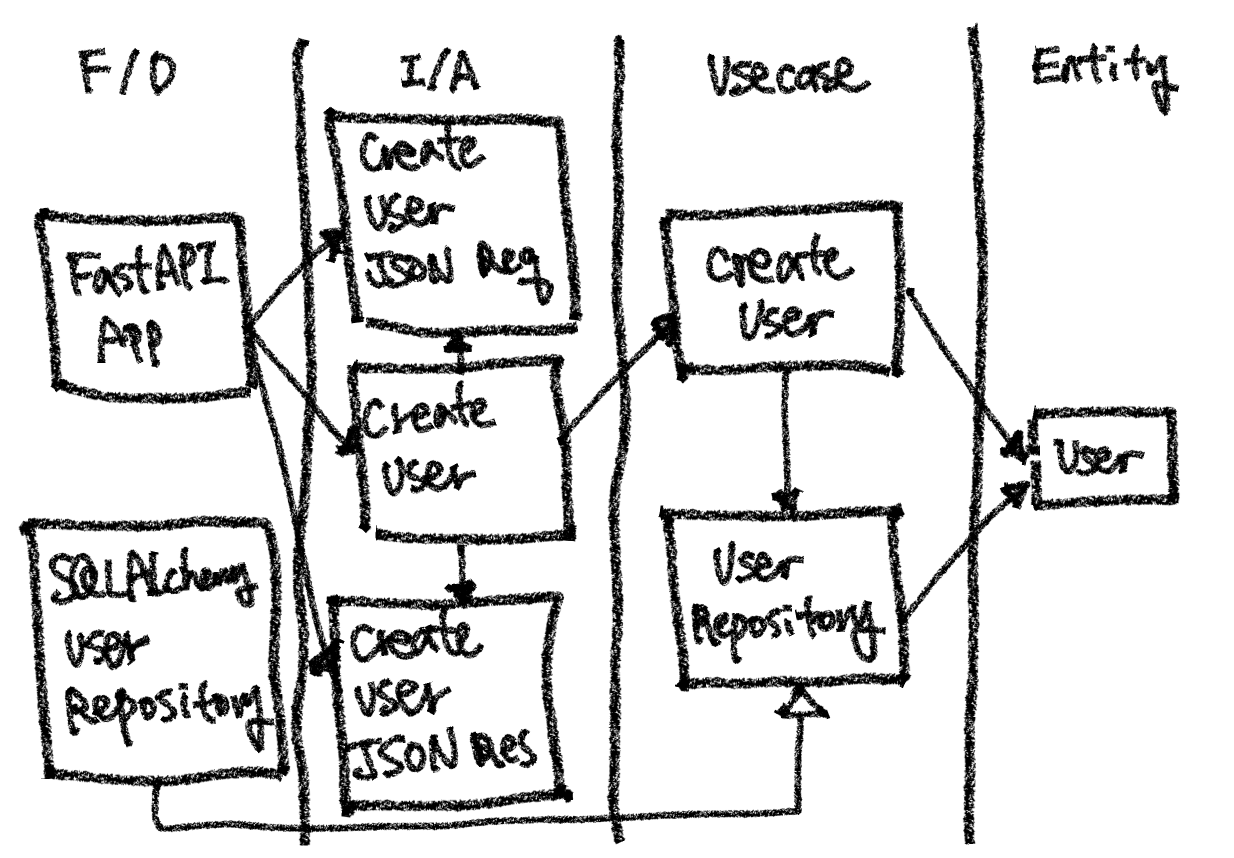 F/D
I/A
Usecase
Entity
FastAPI
App
SQLAlchemy
user
Repository
Create
user
JSON Req
Create
user
Create
user
JSON Res
Create
User
User
Repository
User